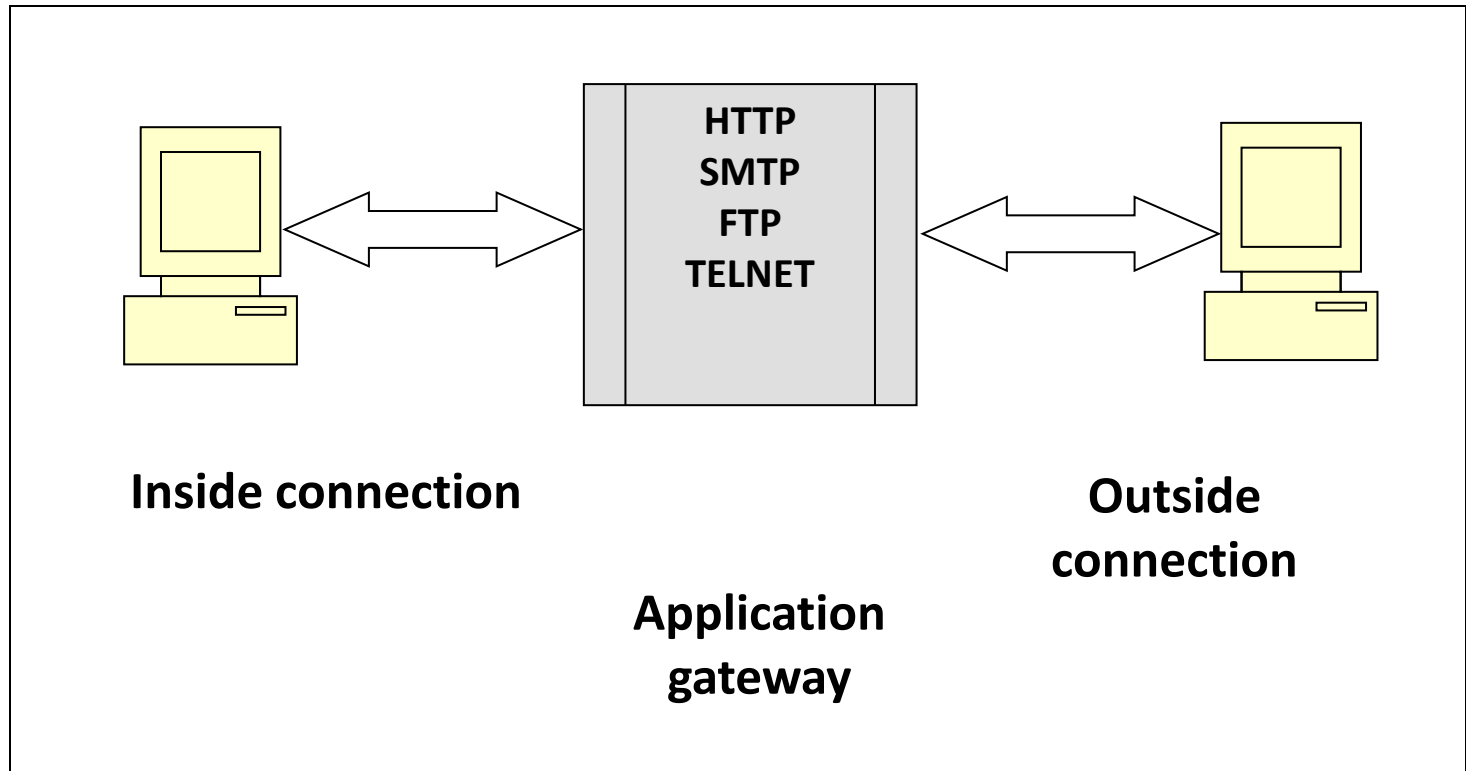 HTTP
SMTP
FTP
TELNET
Inside connection
Outside
connection
Application
gateway